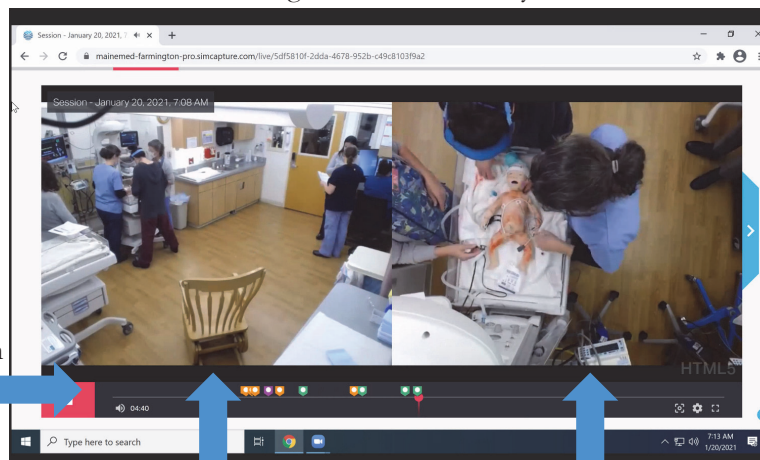 Session - January 20, 2021, 7
mainemed-farmington-pro.simcapture.com/live/5df5810f-2dda-4678-952b-c49c8103f9a2
Session - January 20, 2021, 7:08 AM
HTML5
04:40
Type here to search
7:13 AM
1/20/2021